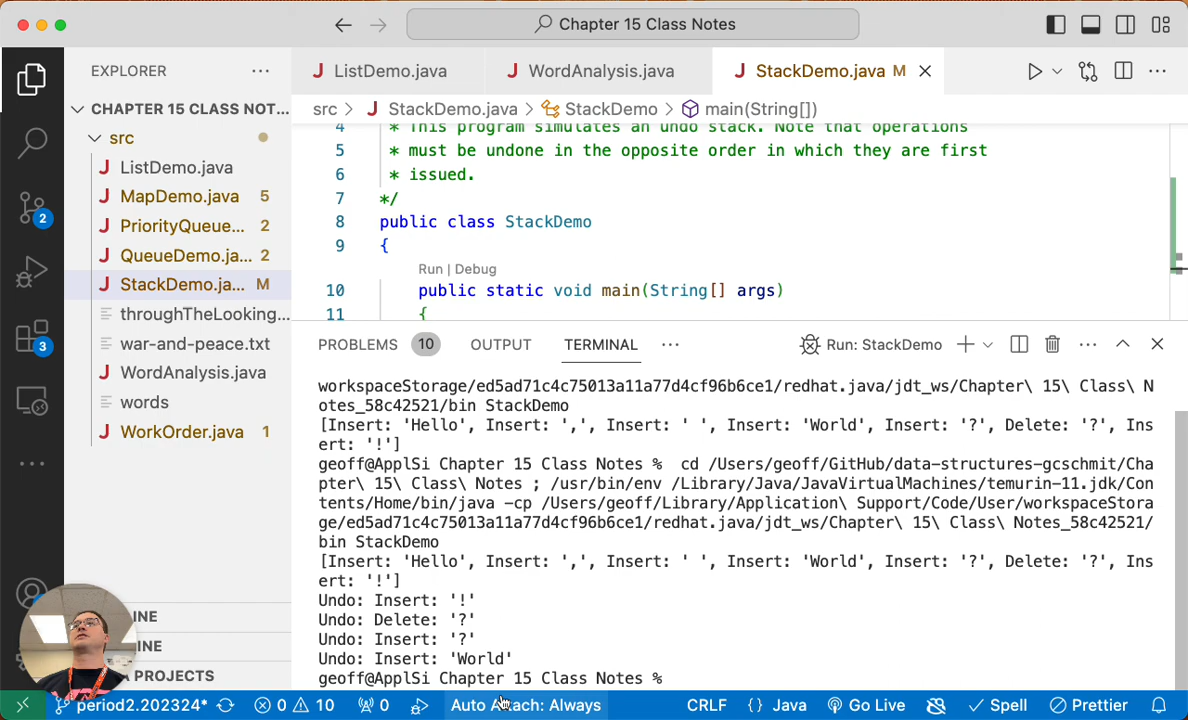 Chapter 15 Class Notes
EXPLORER
ListDemo.java
WordAnalysis.java
StackDemo.java M
CHAPTER 15 CLASS NOT...
src
ListDemo.java
MapDemo.java 5
PriorityQueue... 2
QueueDemo.ja... 2
StackDemo.ja... M
throughTheLooking...
war-and-peace.txt
WordAnalysis.java
words
WorkOrder.java 1
2
3
INE
INE
A PROJECTS
src > StackDemo.java > StackDemo > main(String[])
4 * This program simulates an undo stack. Note that operations
5 * must be undone in the opposite order in which they are first
6 * issued.
7 */
8 public class StackDemo
9 {
Run | Debug
10 public static void main(String[] args)
11 {
PROBLEMS 10 OUTPUT TERMINAL Run: StackDemo
workspaceStorage/ed5ad71c4c75013a11a77d4cf96b6ce1/redhat.java/jdt_ws/Chapter\ 15\ Class\ N
otes_58c42521/bin StackDemo
[Insert: 'Hello', Insert: ',', Insert: ' ', Insert: 'World', Insert: '?', Delete: '?', Ins
ert: '!']
geoff@ApplSi Chapter 15 Class Notes %  cd /Users/geoff/GitHub/data-structures-gcschmit/Cha
pter\ 15\ Class\ Notes ; /usr/bin/env /Library/Java/JavaVirtualMachines/temurin-11.jdk/Con
tents/Home/bin/java -cp /Users/geoff/Library/Application\ Support/Code/User/workspaceStora
ge/ed5ad71c4c75013a11a77d4cf96b6ce1/redhat.java/jdt_ws/Chapter\ 15\ Class\ Notes_58c42521/
bin StackDemo
[Insert: 'Hello', Insert: ',', Insert: ' ', Insert: 'World', Insert: '?', Delete: '?', Ins
ert: '!']
Undo: Insert: '!'
Undo: Delete: '?'
Undo: Insert: '?'
Undo: Insert: 'World'
geoff@ApplSi Chapter 15 Class Notes %
period2.202324* 0 10 0 Auto Attach: Always CRLF {} Java Go Live Spell Prettier